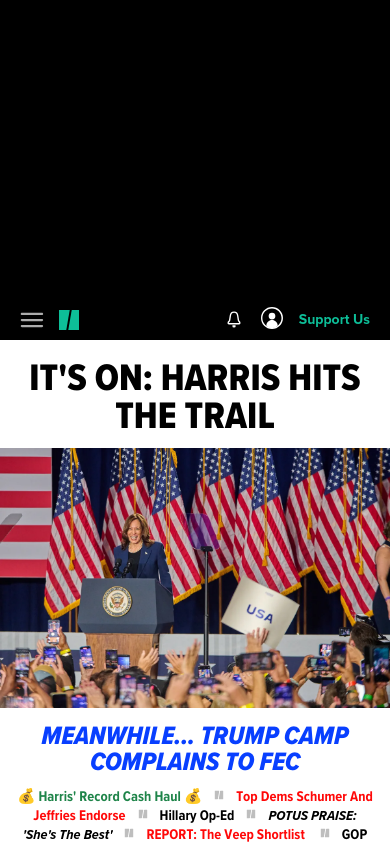 Support Us
IT'S ON: HARRIS HITS
THE TRAIL
USA
MEANWHILE... TRUMP CAMP
COMPLAINS TO FEC
💰 Harris' Record Cash Haul 💰 Top Dems Schumer And
Jeffries Endorse Hillary Op-Ed POTUS PRAISE:
'She's The Best' REPORT: The Veep Shortlist GOP